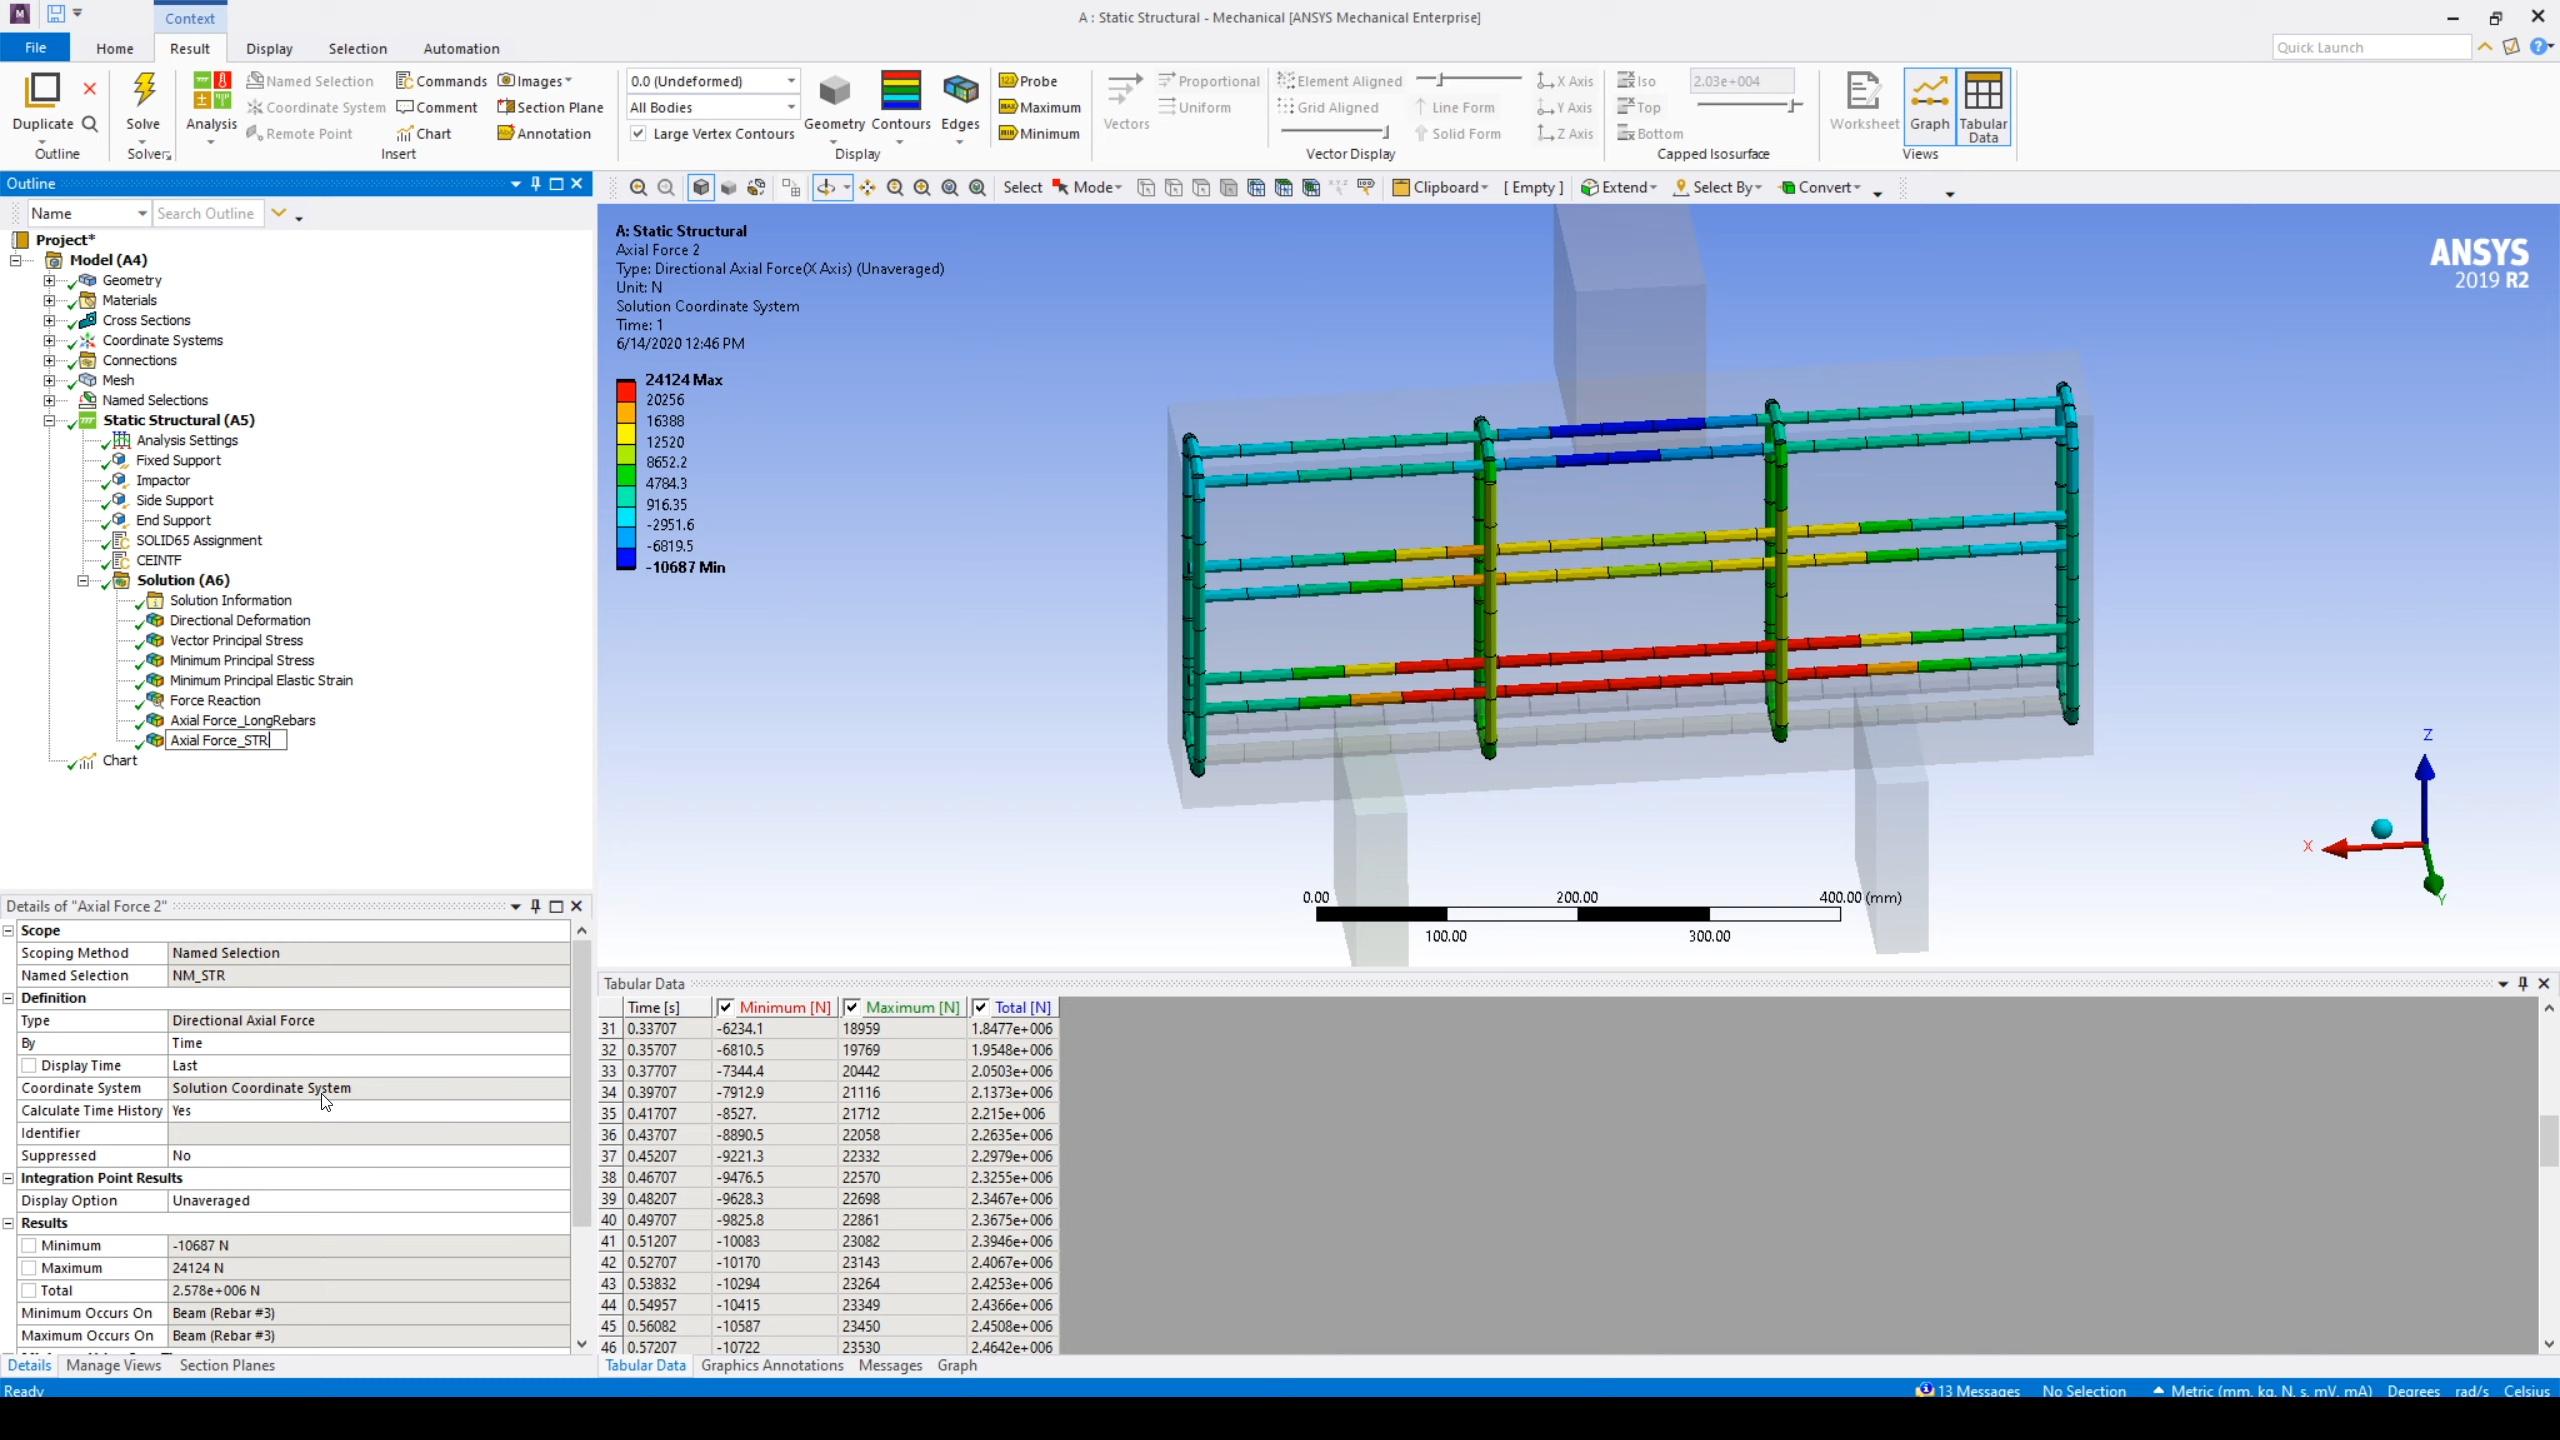 M
Context
A : Static Structural - Mechanical [ANSYS Mechanical Enterprise]
File
Home
Result
Display
Selection
Automation
Quick Launch
Duplicate
Outline
Solve
Solver
Analysis
Named Selection
Coordinate System
Remote Point
Commands
Comment
Chart
Images
Section Plane
Annotation
Insert
0.0 (Undeformed)
All Bodies
Large Vertex Contours
Geometry
Contours
Edges
Display
Probe
Maximum
Minimum
Vectors
Proportional
Uniform
Element Aligned
Grid Aligned
Line Form
Solid Form
X Axis
Y Axis
Z Axis
Vector Display
Iso
Top
Bottom
2.03e+004
Capped Isosurface
Worksheet
Graph
Tabular
Data
Views
Outline
Select
Mode
Clipboard
[ Empty ]
Extend
Select By
Convert
Name
Search Outline
Project*
Model (A4)
Geometry
Materials
Cross Sections
Coordinate Systems
Connections
Mesh
Named Selections
Static Structural (A5)
Analysis Settings
Fixed Support
Impactor
Side Support
End Support
SOLID65 Assignment
CEINTF
Solution (A6)
Solution Information
Directional Deformation
Vector Principal Stress
Minimum Principal Stress
Minimum Principal Elastic Strain
Force Reaction
Axial Force_LongRebars
Axial Force_STR
Chart
A: Static Structural
Axial Force 2
Type: Directional Axial Force(X Axis) (Unaveraged)
Unit: N
Solution Coordinate System
Time: 1
6/14/2020 12:46 PM
24124 Max
20256
16388
12520
8652.2
4784.3
916.35
-2951.6
-6819.5
-10687 Min
ANSYS
2019 R2
Z
X
Y
0.00
200.00
400.00 (mm)
100.00
300.00
Details of "Axial Force 2"
Scope
Scoping Method Named Selection
Named Selection NM_STR
Definition
Type Directional Axial Force
By Time
Display Time Last
Coordinate System Solution Coordinate System
Calculate Time History Yes
Identifier
Suppressed No
Integration Point Results
Display Option Unaveraged
Results
Minimum -10687 N
Maximum 24124 N
Total 2.578e+006 N
Minimum Occurs On Beam (Rebar #3)
Maximum Occurs On Beam (Rebar #3)
Details Manage Views Section Planes
Tabular Data
Time [s] Minimum [N] Maximum [N] Total [N]
31 0.33707 -6234.1 18959 1.8477e+006
32 0.35707 -6810.5 19769 1.9548e+006
33 0.37707 -7344.4 20442 2.0503e+006
34 0.39707 -7912.9 21116 2.1373e+006
35 0.41707 -8527. 21712 2.215e+006
36 0.43707 -8890.5 22058 2.2635e+006
37 0.45207 -9221.3 22332 2.2979e+006
38 0.46707 -9476.5 22570 2.3255e+006
39 0.48207 -9628.3 22698 2.3467e+006
40 0.49707 -9825.8 22861 2.3675e+006
41 0.51207 -10083 23082 2.3946e+006
42 0.52707 -10170 23143 2.4067e+006
43 0.53832 -10294 23264 2.4253e+006
44 0.54957 -10415 23349 2.4366e+006
45 0.56082 -10587 23450 2.4508e+006
46 0.57207 -10722 23530 2.4642e+006
Tabular Data Graphics Annotations Messages Graph
Ready
13 Messages No Selection Metric (mm, kg, N, s, mV, mA) Degrees rad/s Celsius